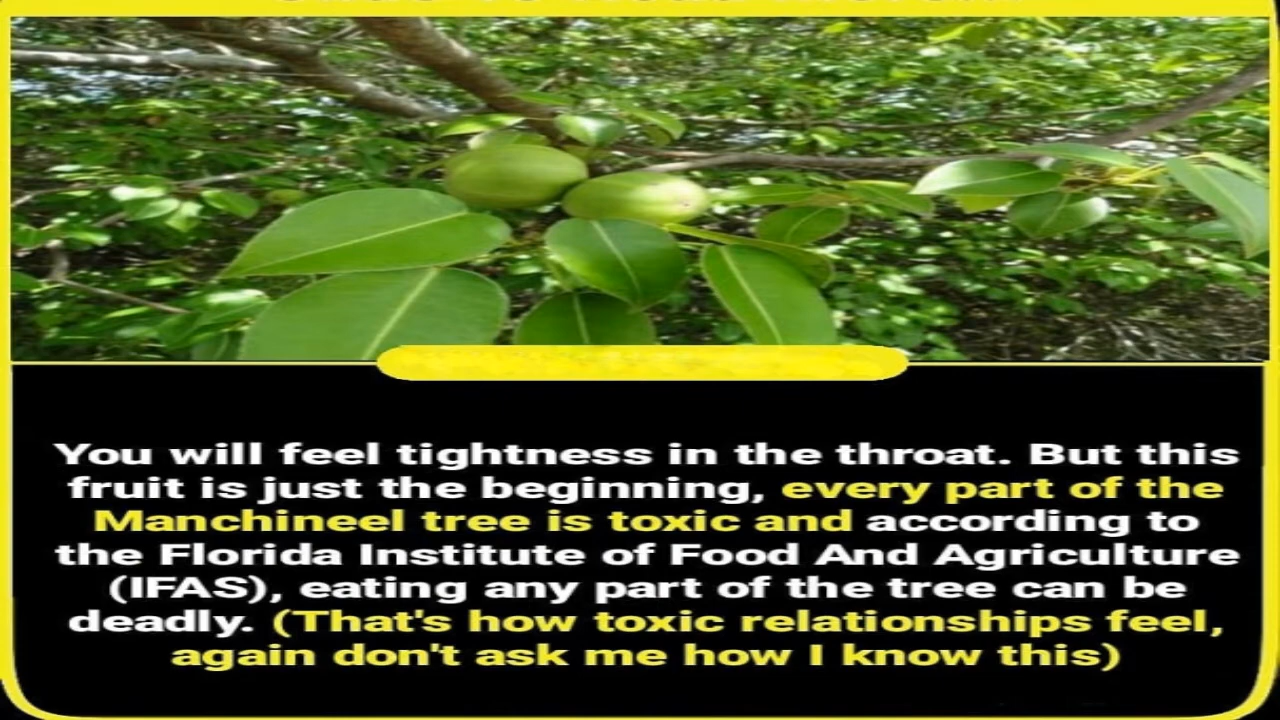 You will feel tightness in the throat. But this
fruit is just the beginning, every part of the
Manchineel tree is toxic and according to
the Florida Institute of Food And Agriculture
(IFAS), eating any part of the tree can be
deadly. (That's how toxic relationships feel,
again don't ask me how I know this)